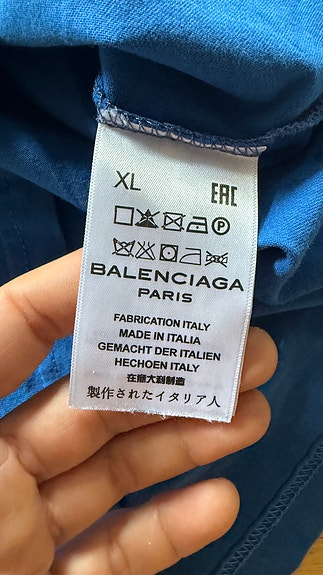 XL EAC
BALENCIAGA
PARIS
FABRICATION ITALY
MADE IN ITALIA
GEMACHT DER ITALIEN
HECHOEN ITALY
在意大利制造
製作されたイタリア人